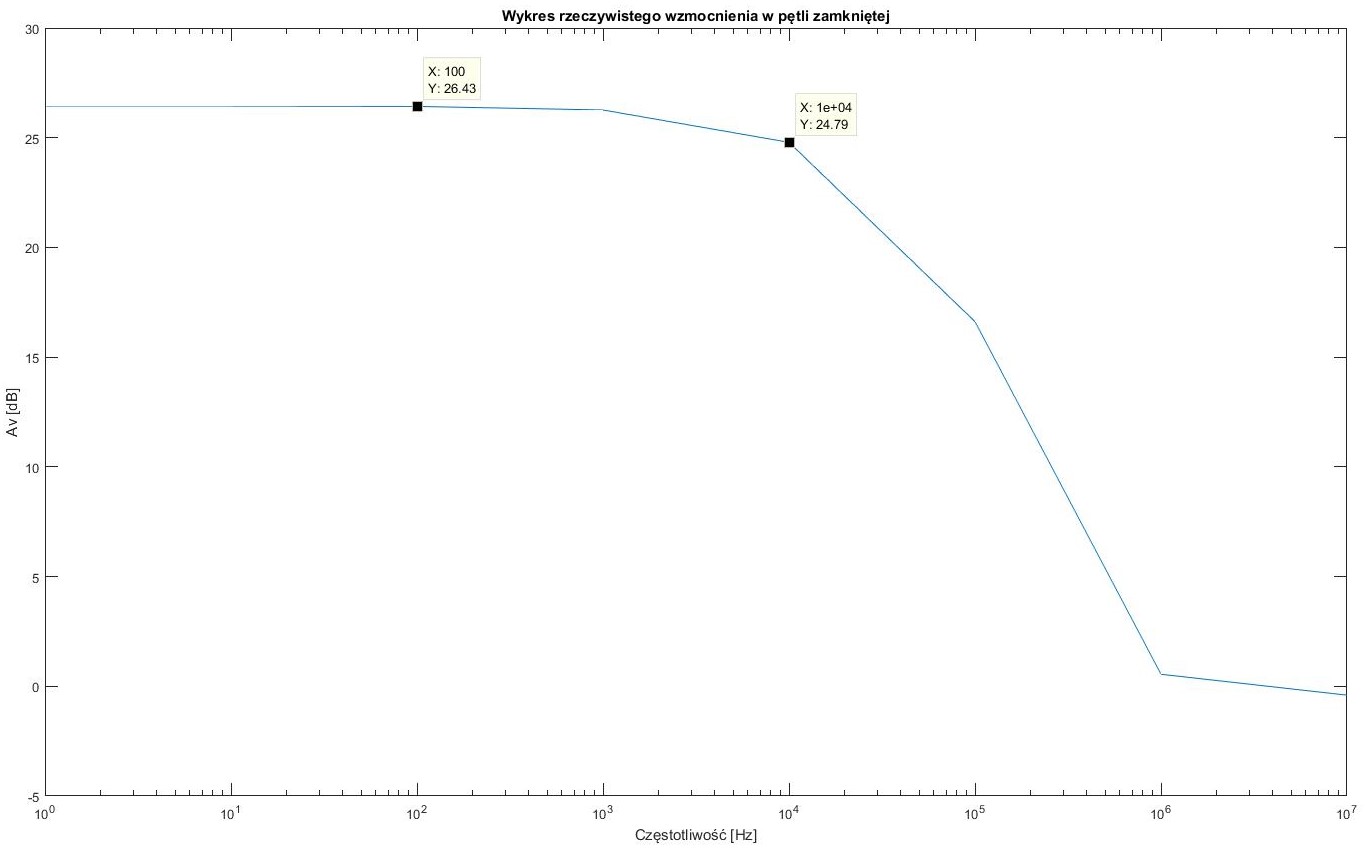 Wykres rzeczywistego wzmocnienia w pętli zamkniętej
30
25
20
15
10
5
0
-5
Av [dB]
X: 100
Y: 26.43
X: 1e+04
Y: 24.79
10^0 10^1 10^2 10^3 10^4 10^5 10^6 10^7
Częstotliwość [Hz]